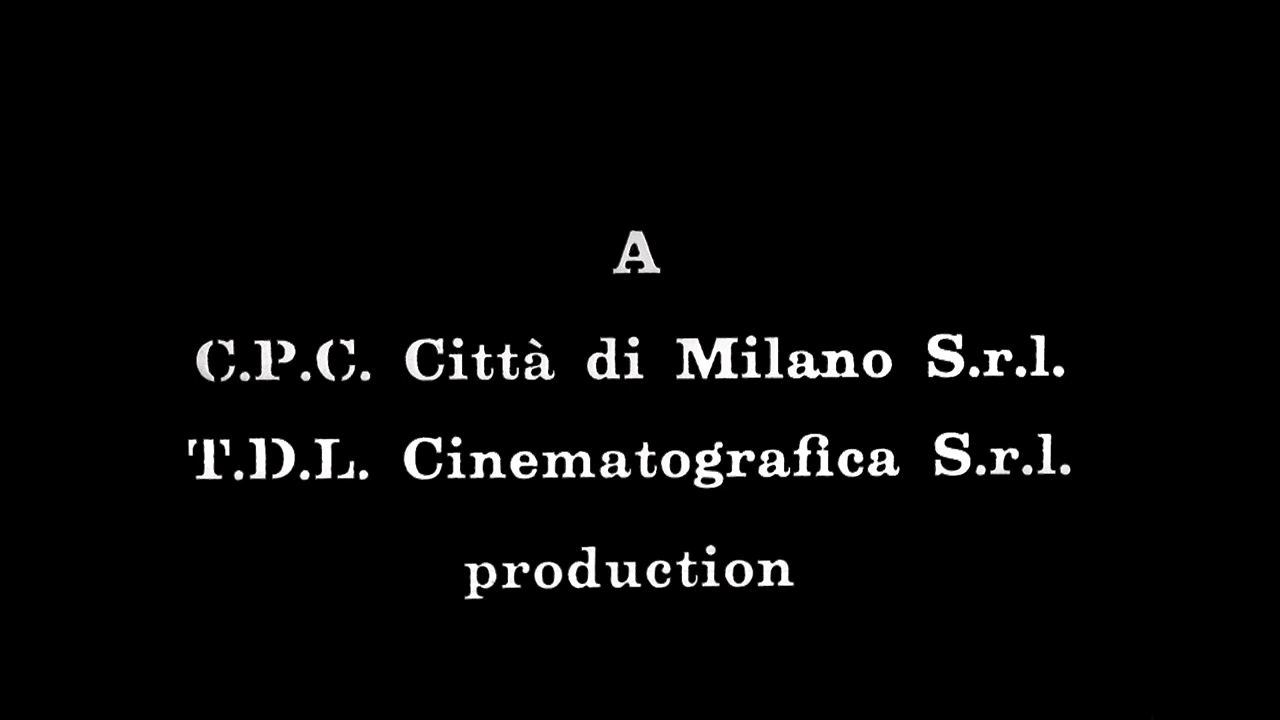 A
C.P.C. Città di Milano S.r.l.
T.D.L. Cinematografica S.r.l.
production